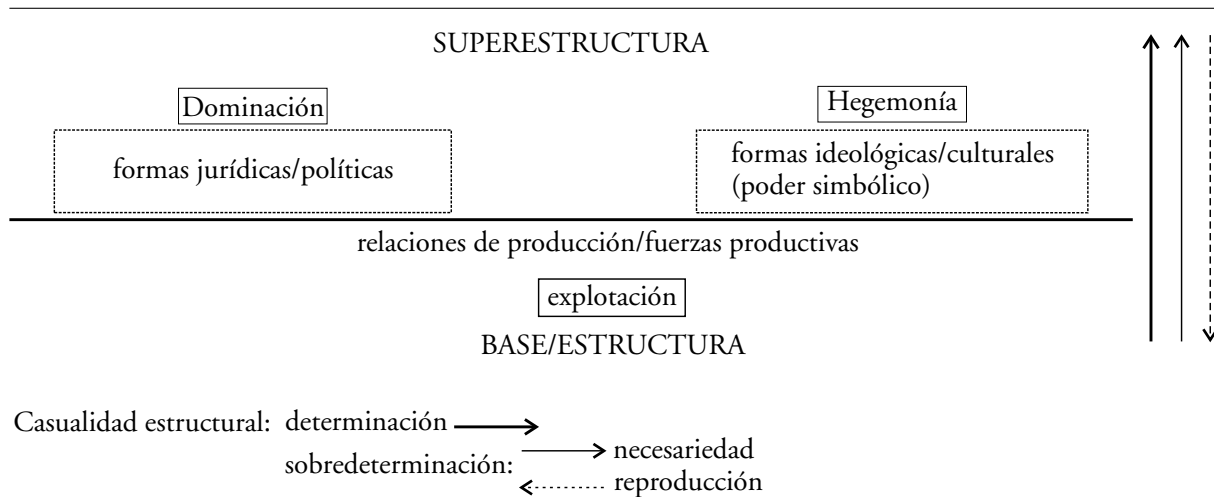 SUPERESTRUCTURA
Dominación
Hegemonía
formas jurídicas/políticas
formas ideológicas/culturales
(poder simbólico)
relaciones de producción/fuerzas productivas
explotación
BASE/ESTRUCTURA
Casualidad estructural: determinación
sobredeterminación:
necesariedad
reproducción